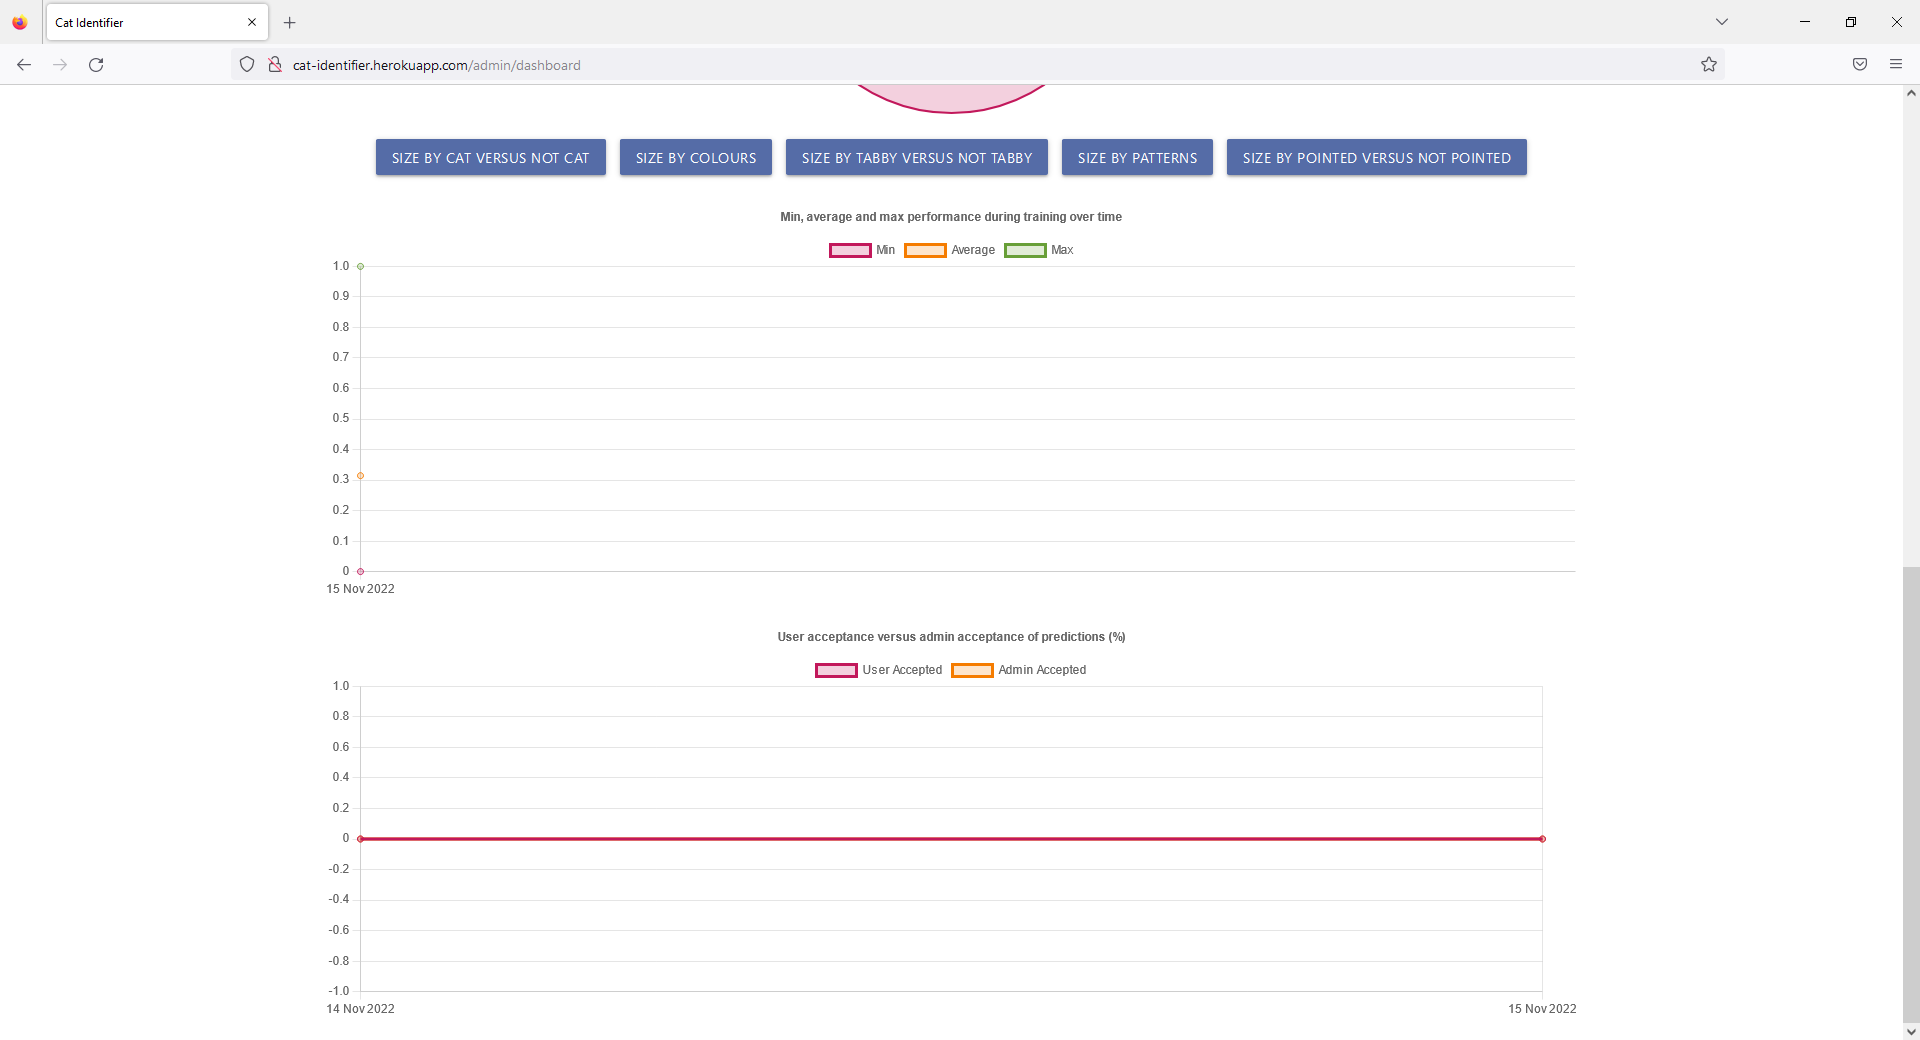 Cat Identifier
cat-identifier.herokuapp.com/admin/dashboard
SIZE BY CAT VERSUS NOT CAT SIZE BY COLOURS SIZE BY TABBY VERSUS NOT TABBY SIZE BY PATTERNS SIZE BY POINTED VERSUS NOT POINTED
Min, average and max performance during training over time
Min Average Max
1.0
0.9
0.8
0.7
0.6
0.5
0.4
0.3
0.2
0.1
0
15 Nov 2022
User acceptance versus admin acceptance of predictions (%)
User Accepted Admin Accepted
1.0
0.8
0.6
0.4
0.2
0
-0.2
-0.4
-0.6
-0.8
-1.0
14 Nov 2022 15 Nov 2022